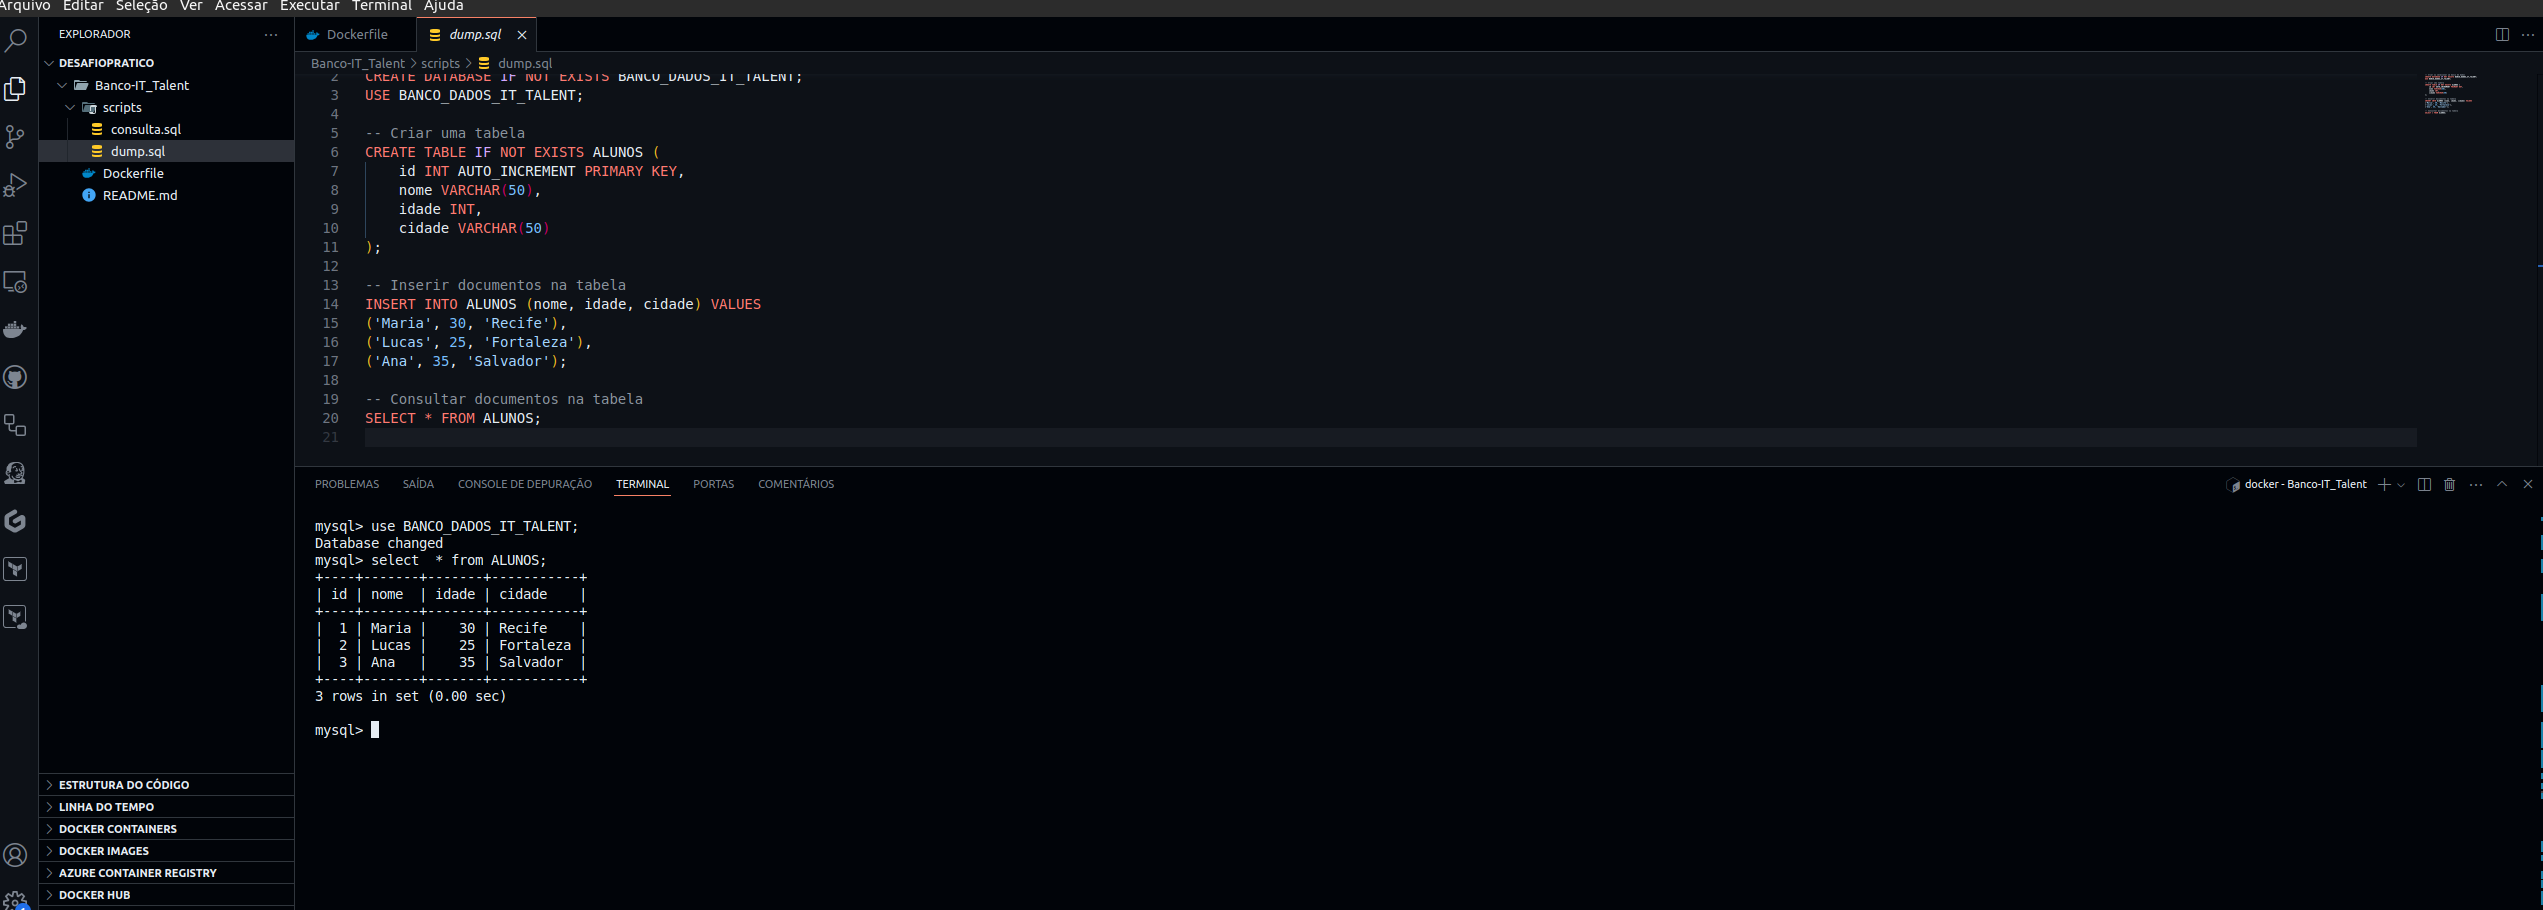 Arquivo Editar Seleção Ver Acessar Executar Terminal Ajuda
EXPLORADOR
DESAFIOPRATICO
Banco-IT_Talent
scripts
consulta.sql
dump.sql
Dockerfile
README.md
ESTRUTURA DO CÓDIGO
LINHA DO TEMPO
DOCKER CONTAINERS
DOCKER IMAGES
AZURE CONTAINER REGISTRY
DOCKER HUB
Dockerfile dump.sql
Banco-IT_Talent > scripts > dump.sql
2 CREATE DATABASE IF NOT EXISTS BANCO_DADOS_IT_TALENT;
3 USE BANCO_DADOS_IT_TALENT;
4
5 -- Criar uma tabela
6 CREATE TABLE IF NOT EXISTS ALUNOS (
7 id INT AUTO_INCREMENT PRIMARY KEY,
8 nome VARCHAR(50),
9 idade INT,
10 cidade VARCHAR(50)
11 );
12
13 -- Inserir documentos na tabela
14 INSERT INTO ALUNOS (nome, idade, cidade) VALUES
15 ('Maria', 30, 'Recife'),
16 ('Lucas', 25, 'Fortaleza'),
17 ('Ana', 35, 'Salvador');
18
19 -- Consultar documentos na tabela
20 SELECT * FROM ALUNOS;
21
PROBLEMAS SAÍDA CONSOLE DE DEPURAÇÃO TERMINAL PORTAS COMENTÁRIOS
docker - Banco-IT_Talent
mysql> use BANCO_DADOS_IT_TALENT;
Database changed
mysql> select  * from ALUNOS;
+----+-------+-------+-----------+
| id | nome  | idade | cidade    |
+----+-------+-------+-----------+
|  1 | Maria |    30 | Recife    |
|  2 | Lucas |    25 | Fortaleza |
|  3 | Ana   |    35 | Salvador  |
+----+-------+-------+-----------+
3 rows in set (0.00 sec)
mysql>